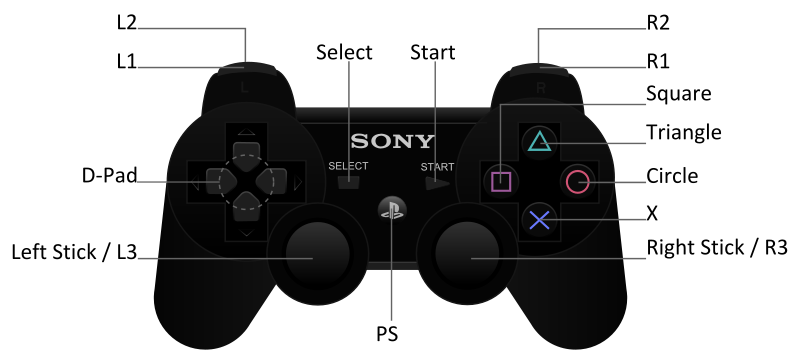 L2
R2
L1
Select
Start
R1
L
R
Square
Triangle
SONY
SELECT
START
D-Pad
Circle
X
Left Stick / L3
Right Stick / R3
PS